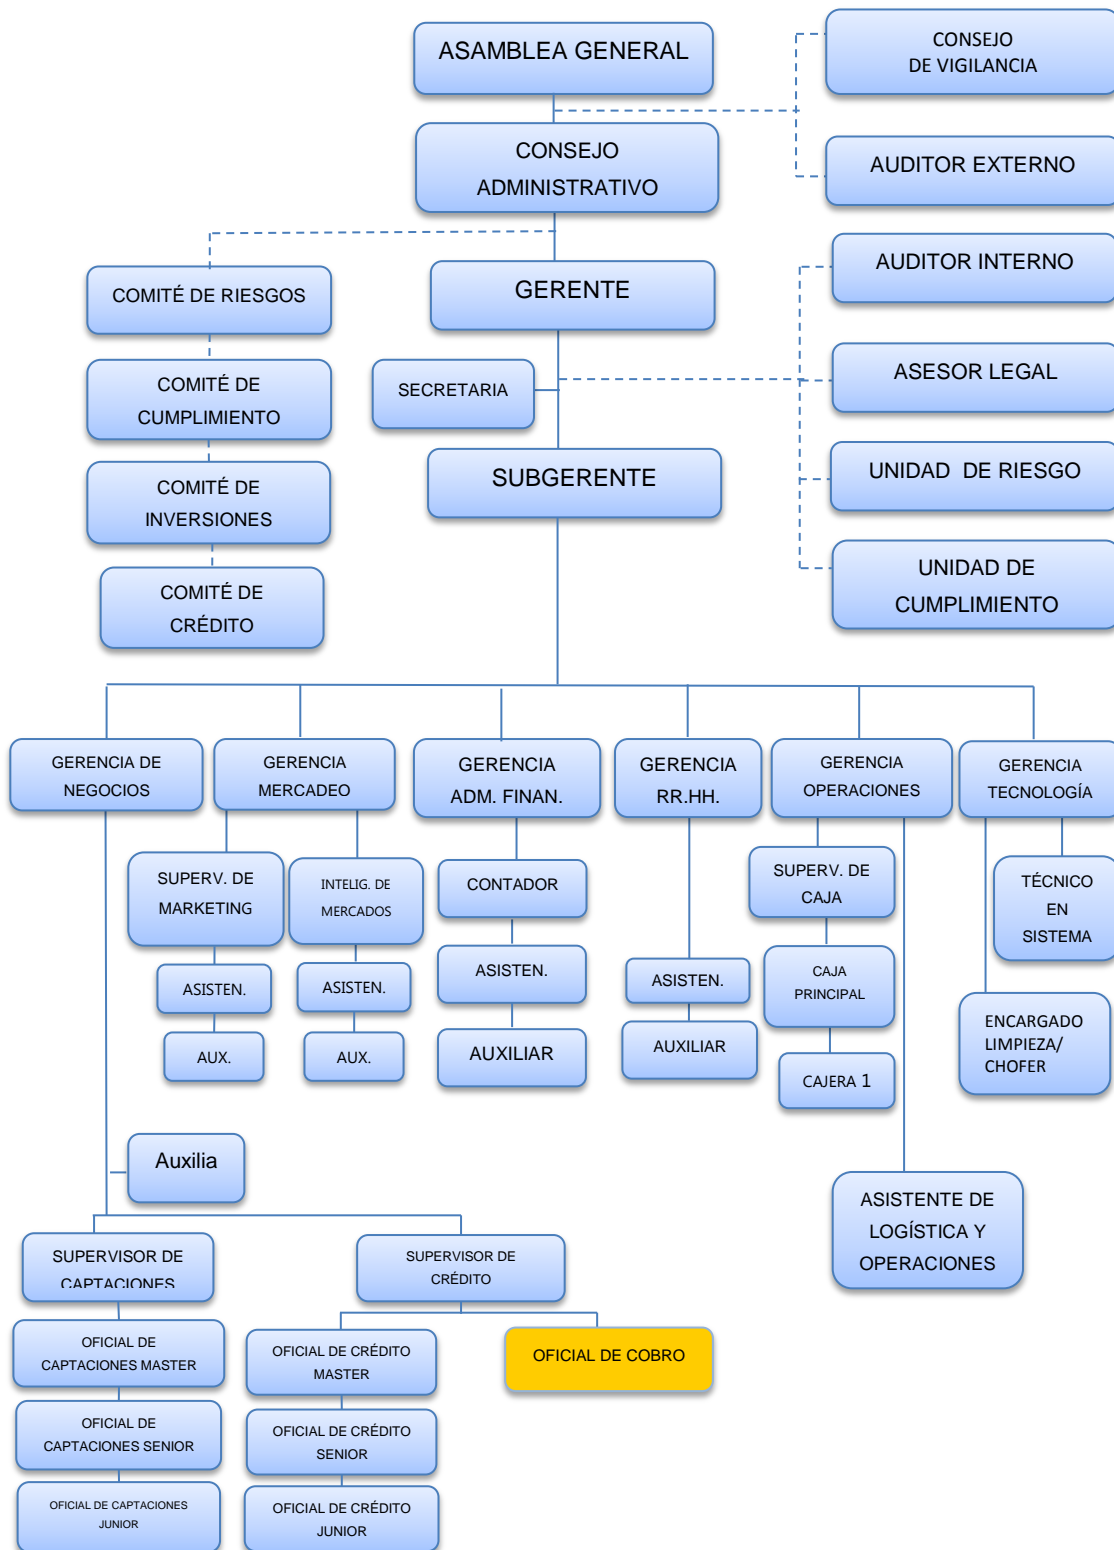 ASAMBLEA GENERAL
CONSEJO
DE VIGILANCIA
CONSEJO
ADMINISTRATIVO
AUDITOR EXTERNO
AUDITOR INTERNO
COMITÉ DE RIESGOS
GERENTE
SECRETARIA
ASESOR LEGAL
COMITÉ DE
CUMPLIMIENTO
SUBGERENTE
UNIDAD  DE RIESGO
COMITÉ DE
INVERSIONES
UNIDAD DE
CUMPLIMIENTO
COMITÉ DE
CRÉDITO
GERENCIA DE
NEGOCIOS
GERENCIA
MERCADEO
GERENCIA
ADM. FINAN.
GERENCIA
RR.HH.
GERENCIA
OPERACIONES
GERENCIA
TECNOLOGÍA
SUPERV. DE
MARKETING
INTELIG. DE
MERCADOS
CONTADOR
SUPERV. DE
CAJA
TÉCNICO
EN
SISTEMA
ASISTEN.
ASISTEN.
ASISTEN.
ASISTEN.
CAJA
PRINCIPAL
AUX.
AUX.
AUXILIAR
AUXILIAR
CAJERA 1
ENCARGADO
LIMPIEZA/
CHOFER
Auxilia
ASISTENTE DE
LOGÍSTICA Y
OPERACIONES
SUPERVISOR DE
CAPTACIONES
SUPERVISOR DE
CRÉDITO
OFICIAL DE
CAPTACIONES MASTER
OFICIAL DE CRÉDITO
MASTER
OFICIAL DE COBRO
OFICIAL DE
CAPTACIONES SENIOR
OFICIAL DE CRÉDITO
SENIOR
OFICIAL DE CAPTACIONES
JUNIOR
OFICIAL DE CRÉDITO
JUNIOR